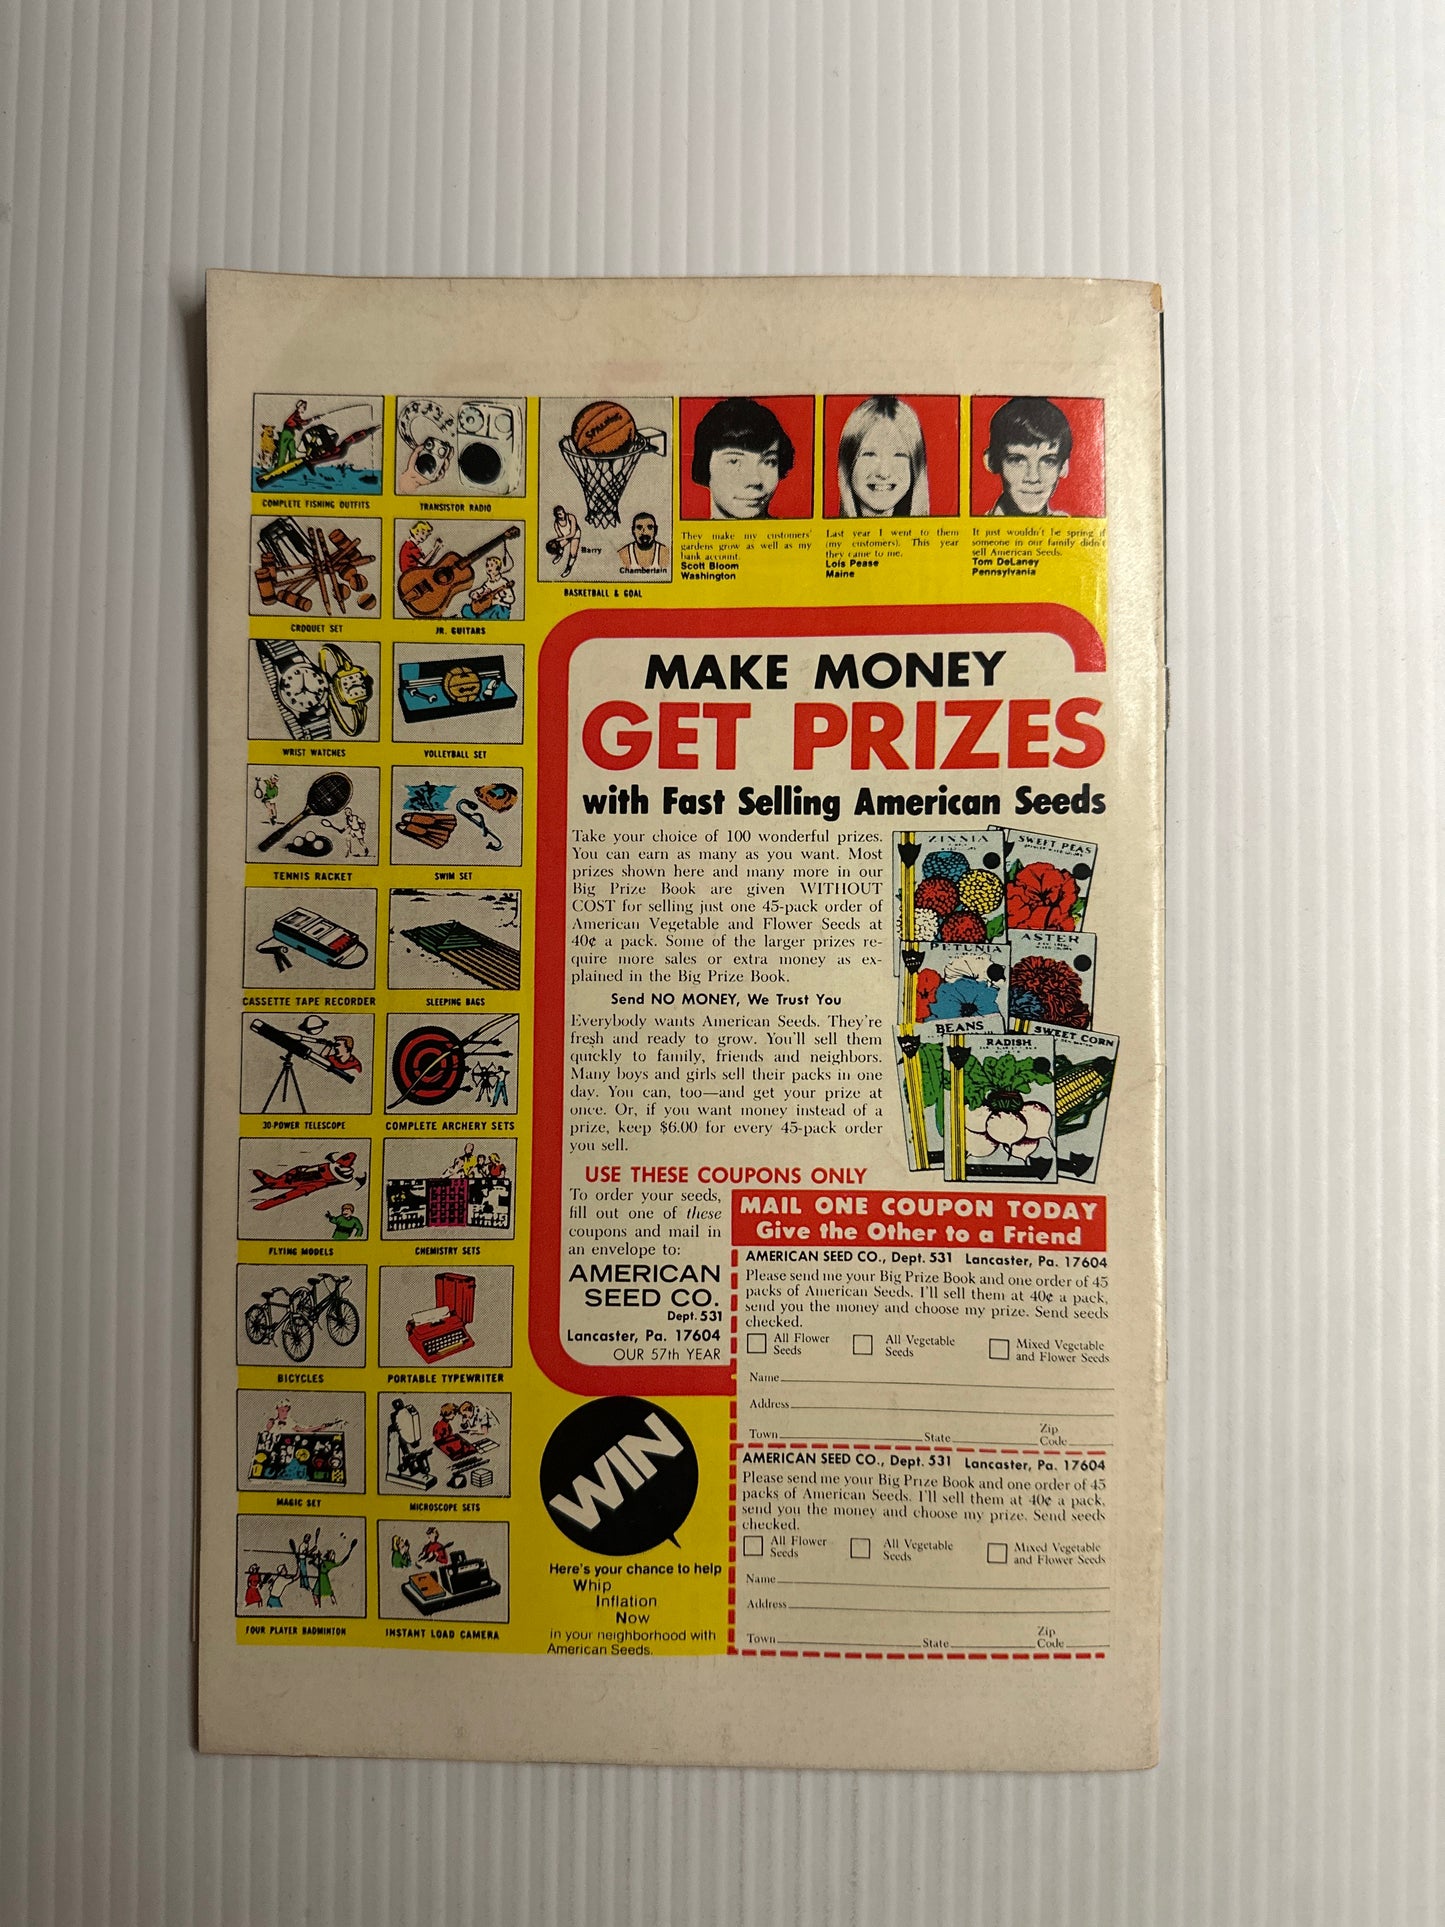 COMPLETE FISHING OUTFITS
TRANSISTOR RADIO
CROQUET SET
JR. GUITARS
WRIST WATCHES
VOLLEYBALL SET
TENNIS RACKET
SWIM SET
CASSETTE TAPE RECORDER
SLEEPING BAGS
30-POWER TELESCOPE
COMPLETE ARCHERY SETS
FLYING MODELS
CHEMISTRY SETS
BICYCLES
PORTABLE TYPEWRITER
MAGIC SET
MICROSCOPE SETS
FOUR PLAYER BADMINTON
INSTANT LOAD CAMERA
SPALDING
Barry
Chamberlain
BASKETBALL & GOAL
They make my customers'
gardens grow as well as my
bank account.
Scott Bloom
Washington
Last year I went to them
(my customers). This year
they came to me.
Lois Pease
Maine
It just wouldn't be spring if
someone in our family didn't
sell American Seeds.
Tom DeLaney
Pennsylvania
MAKE MONEY
GET PRIZES
with Fast Selling American Seeds
Take your choice of 100 wonderful prizes.
You can earn as many as you want. Most
prizes shown here and many more in our
Big Prize Book are given WITHOUT
COST for selling just one 45-pack order of
American Vegetable and Flower Seeds at
40¢ a pack. Some of the larger prizes re-
quire more sales or extra money as ex-
plained in the Big Prize Book.
Send NO MONEY, We Trust You
Everybody wants American Seeds. They're
fresh and ready to grow. You'll sell them
quickly to family, friends and neighbors.
Many boys and girls sell their packs in one
day. You can, too—and get your prize at
once. Or, if you want money instead of a
prize, keep $6.00 for every 45-pack order
you sell.
ZINNIA
SWEET PEAS
PETUNIA
ASTER
BEANS
RADISH
SWEET CORN
USE THESE COUPONS ONLY
To order your seeds,
fill out one of these
coupons and mail in
an envelope to:
AMERICAN
SEED CO.
Dept. 531
Lancaster, Pa. 17604
OUR 57th YEAR
MAIL ONE COUPON TODAY
Give the Other to a Friend
AMERICAN SEED CO., Dept. 531 Lancaster, Pa. 17604
Please send me your Big Prize Book and one order of 45
packs of American Seeds. I'll sell them at 40¢ a pack,
send you the money and choose my prize. Send seeds
checked.
All Flower
Seeds
All Vegetable
Seeds
Mixed Vegetable
and Flower Seeds
Name
Address
Town State Zip
Code
AMERICAN SEED CO., Dept. 531 Lancaster, Pa. 17604
Please send me your Big Prize Book and one order of 45
packs of American Seeds. I'll sell them at 40¢ a pack,
send you the money and choose my prize. Send seeds
checked.
All Flower
Seeds
All Vegetable
Seeds
Mixed Vegetable
and Flower Seeds
Name
Address
Town State Zip
Code
WIN
Here's your chance to help
Whip
Inflation
Now
in your neighborhood with
American Seeds.